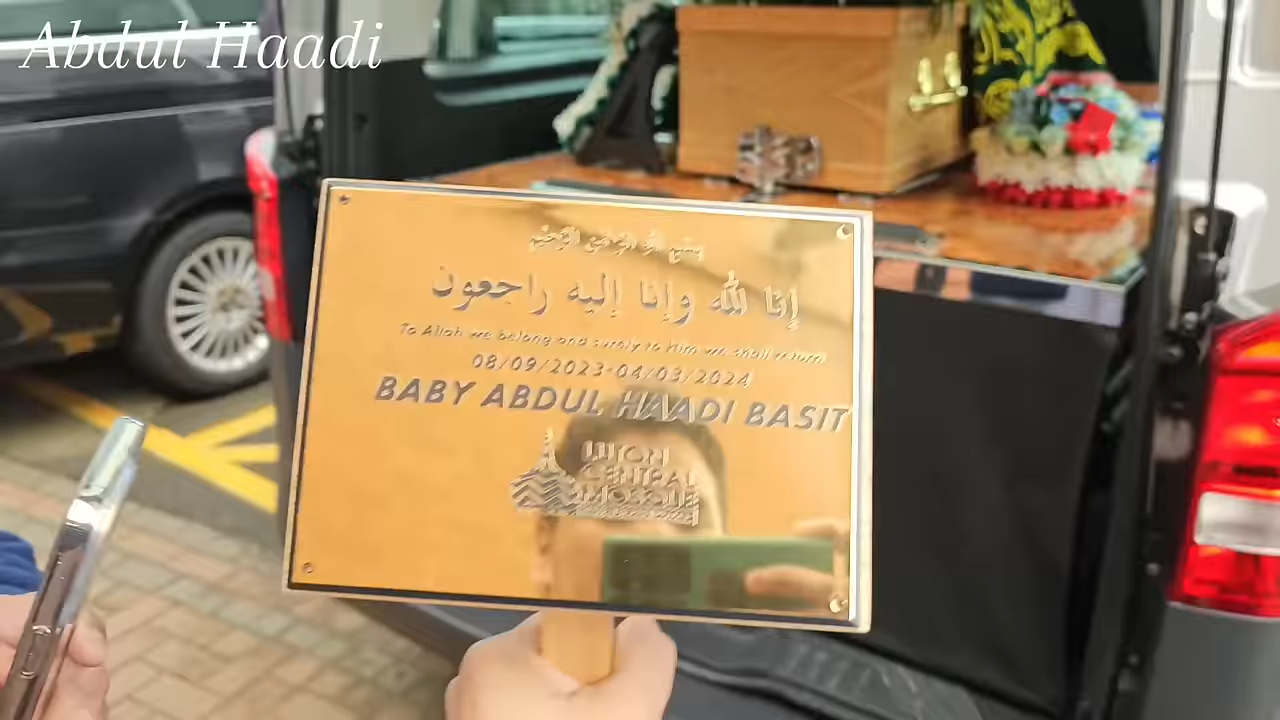 Abdul Haadi
بسم الله الرحمن الرحيم
إنا لله وإنا إليه راجعون
To Allah we belong and surely to Him we shall return
08/09/2023-04/03/2024
BABY ABDUL HAADI BASIT
LUTON
CENTRAL
MOSQUE